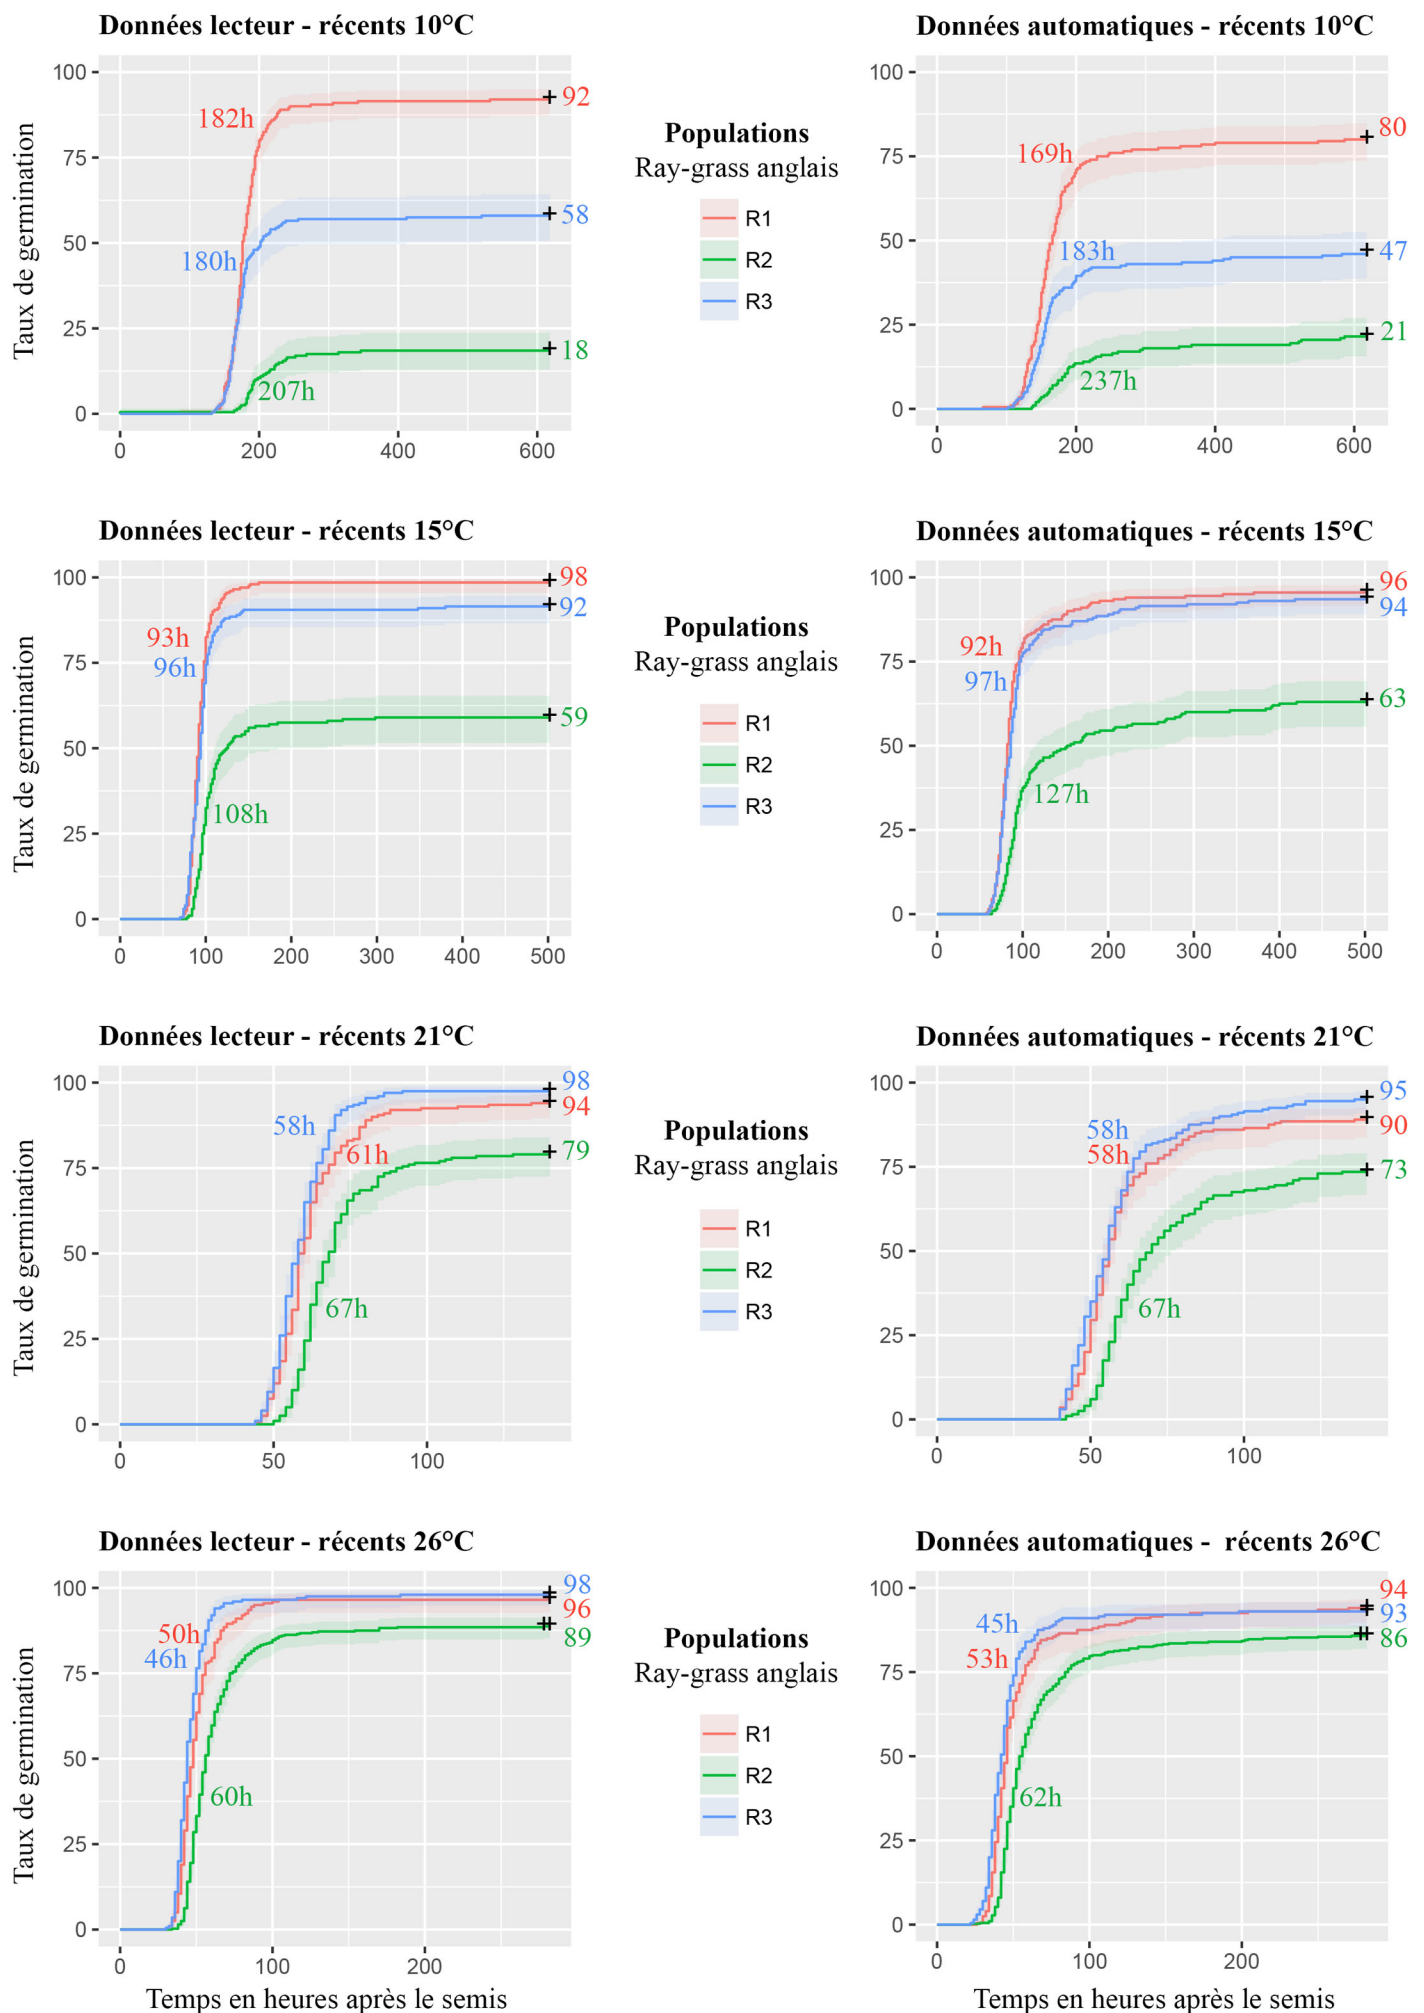 Données lecteur - récents 10°C
Taux de germination
100
75
50
25
0
0 200 400 600
182h
180h
207h
92
58
18
Populations
Ray-grass anglais
R1
R2
R3
Données automatiques - récents 10°C
100
75
50
25
0
0 200 400 600
169h
183h
237h
80
47
21
Données lecteur - récents 15°C
Taux de germination
100
75
50
25
0
0 100 200 300 400 500
93h
96h
108h
98
92
59
Populations
Ray-grass anglais
R1
R2
R3
Données automatiques - récents 15°C
100
75
50
25
0
0 100 200 300 400 500
92h
97h
127h
96
94
63
Données lecteur - récents 21°C
Taux de germination
100
75
50
25
0
0 50 100
58h
61h
67h
98
94
79
Populations
Ray-grass anglais
R1
R2
R3
Données automatiques - récents 21°C
100
75
50
25
0
0 50 100
58h
58h
67h
95
90
73
Données lecteur - récents 26°C
Taux de germination
100
75
50
25
0
0 100 200
50h
46h
60h
98
96
89
Temps en heures après le semis
Populations
Ray-grass anglais
R1
R2
R3
Données automatiques - récents 26°C
100
75
50
25
0
0 100 200
45h
53h
62h
94
93
86
Temps en heures après le semis